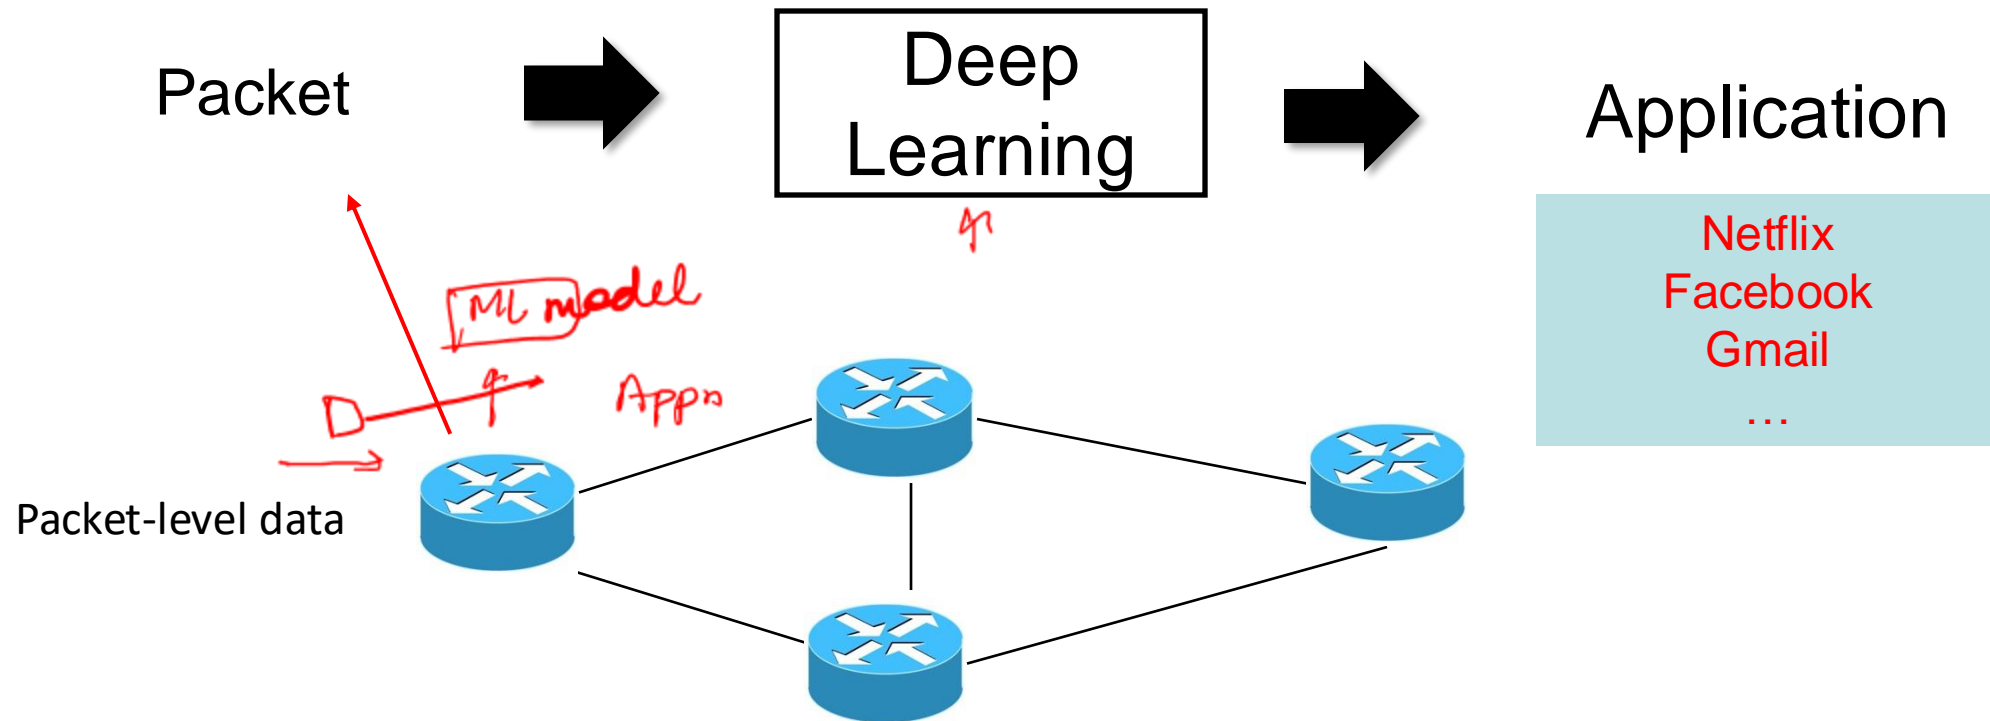 Packet
Deep
Learning
Application
Netflix
Facebook
Gmail
...
ML model
Appn
Packet-level data